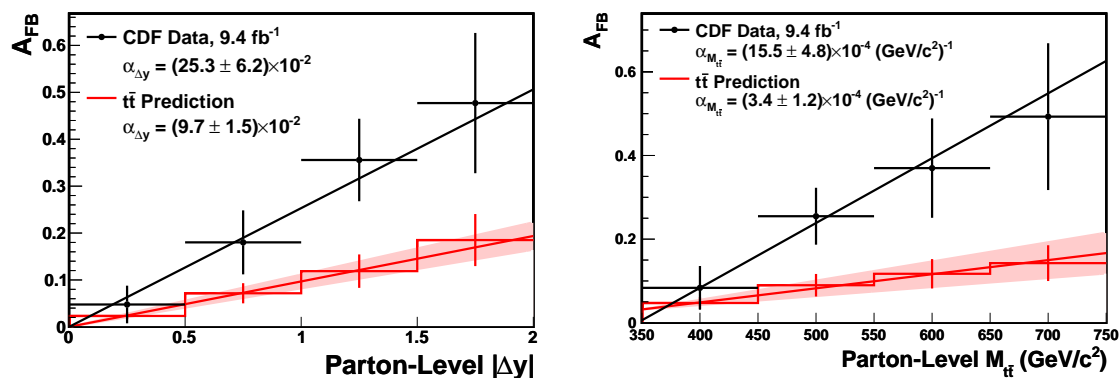 A_FB
0.6
0.5
0.4
0.3
0.2
0.1
0.0
CDF Data, 9.4 fb⁻¹
α_Δy = (25.3 ± 6.2)×10⁻²
tt̄ Prediction
α_Δy = (9.7 ± 1.5)×10⁻²
0 0.5 1 1.5 2
Parton-Level |Δy|
A_FB
0.6
0.4
0.2
0.0
CDF Data, 9.4 fb⁻¹
α_M_tt̄ = (15.5 ± 4.8)×10⁻⁴ (GeV/c²)⁻¹
tt̄ Prediction
α_M_tt̄ = (3.4 ± 1.2)×10⁻⁴ (GeV/c²)⁻¹
350 400 450 500 550 600 650 700 750
Parton-Level M_tt̄ (GeV/c²)